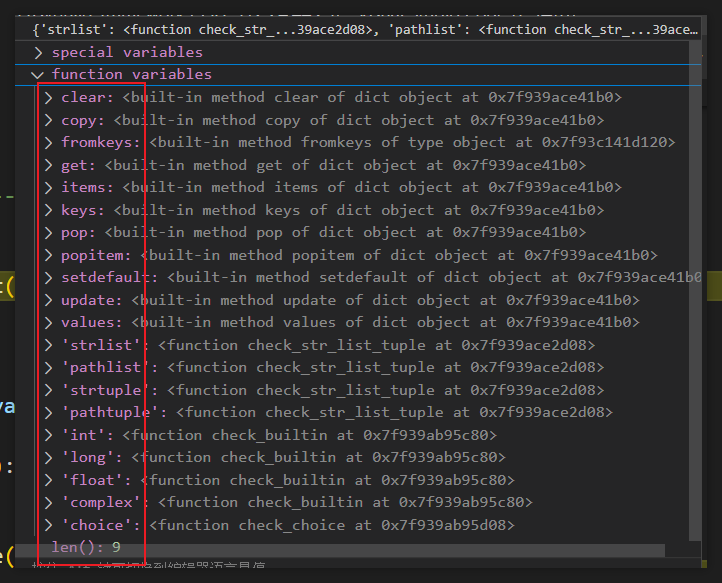 {'strlist': <function check_str_...39ace2d08>, 'pathlist': <function check_str_...39ace…
special variables
function variables
clear: <built-in method clear of dict object at 0x7f939ace41b0>
copy: <built-in method copy of dict object at 0x7f939ace41b0>
fromkeys: <built-in method fromkeys of type object at 0x7f93c141d120>
get: <built-in method get of dict object at 0x7f939ace41b0>
items: <built-in method items of dict object at 0x7f939ace41b0>
keys: <built-in method keys of dict object at 0x7f939ace41b0>
pop: <built-in method pop of dict object at 0x7f939ace41b0>
popitem: <built-in method popitem of dict object at 0x7f939ace41b0>
setdefault: <built-in method setdefault of dict object at 0x7f939ace41b0
update: <built-in method update of dict object at 0x7f939ace41b0>
values: <built-in method values of dict object at 0x7f939ace41b0>
'strlist': <function check_str_list_tuple at 0x7f939ace2d08>
'pathlist': <function check_str_list_tuple at 0x7f939ace2d08>
'strtuple': <function check_str_list_tuple at 0x7f939ace2d08>
'pathtuple': <function check_str_list_tuple at 0x7f939ace2d08>
'int': <function check_builtin at 0x7f939ab95c80>
'long': <function check_builtin at 0x7f939ab95c80>
'float': <function check_builtin at 0x7f939ab95c80>
'complex': <function check_builtin at 0x7f939ab95c80>
'choice': <function check_choice at 0x7f939ab95d08>
len(): 9